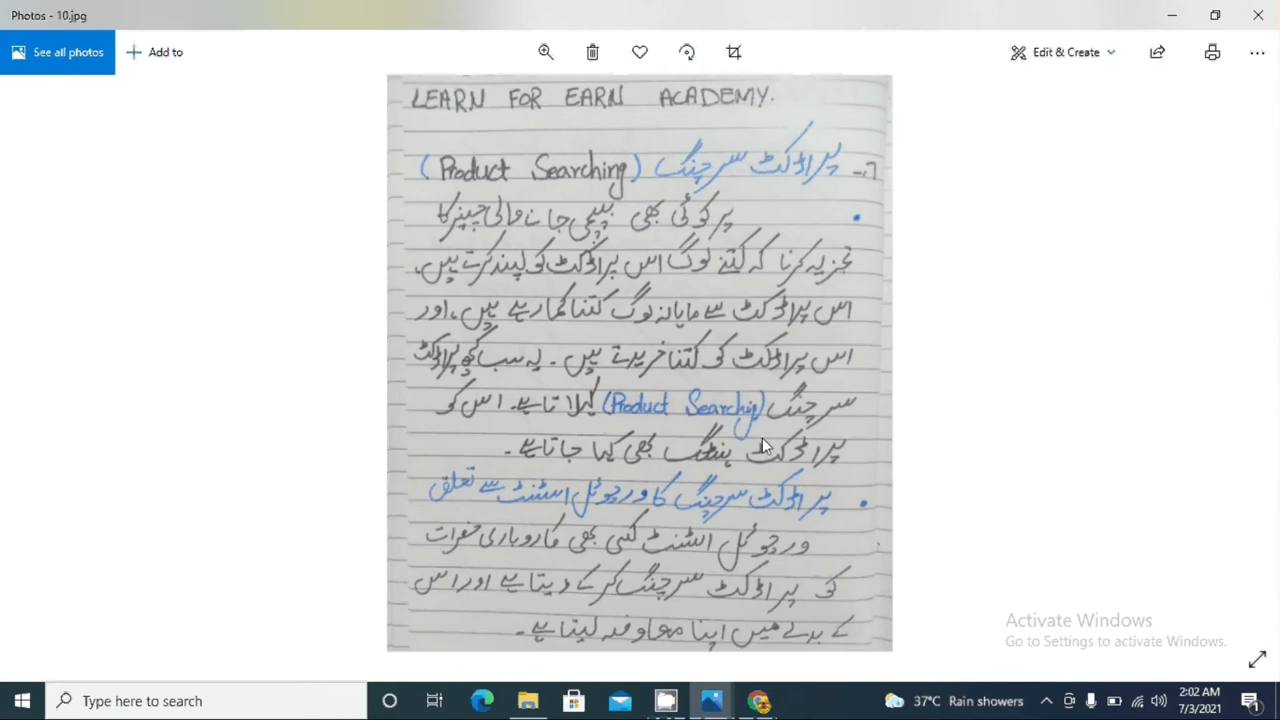 Photos - 10.jpg
See all photos
Add to
Edit & Create
LEARN FOR EARN ACADEMY.
۶۔ پراڈکٹ سرچنگ (Product Searching)
پر کوئی بھی بیچی جانے والی چیز کا
تجزیہ کرنا کہ کتنے لوگ اس پراڈکٹ کو پسند کرتے ہیں،
اس پراڈکٹ سے ماہانہ لوگ کتنا کما رہے ہیں، اور
اس پراڈکٹ کو کتنا خریدتے ہیں۔ یہ سب کچھ پراڈکٹ
سرچنگ (Product Searching) کہلاتا ہے۔ اس کو
پراڈکٹ ہنٹنگ بھی کہا جاتا ہے۔
• پراڈکٹ سرچنگ کا ورچوئل اسٹنٹ سے تعلق
ورچوئل اسٹنٹ کسی بھی کاروباری حضرات
کی پراڈکٹ سرچنگ کر کے دیتا ہے اور اس
کے بدلے میں اپنا معاوضہ لیتا ہے۔
Activate Windows
Go to Settings to activate Windows.
Type here to search
37°C Rain showers
2:02 AM
7/3/2021
1